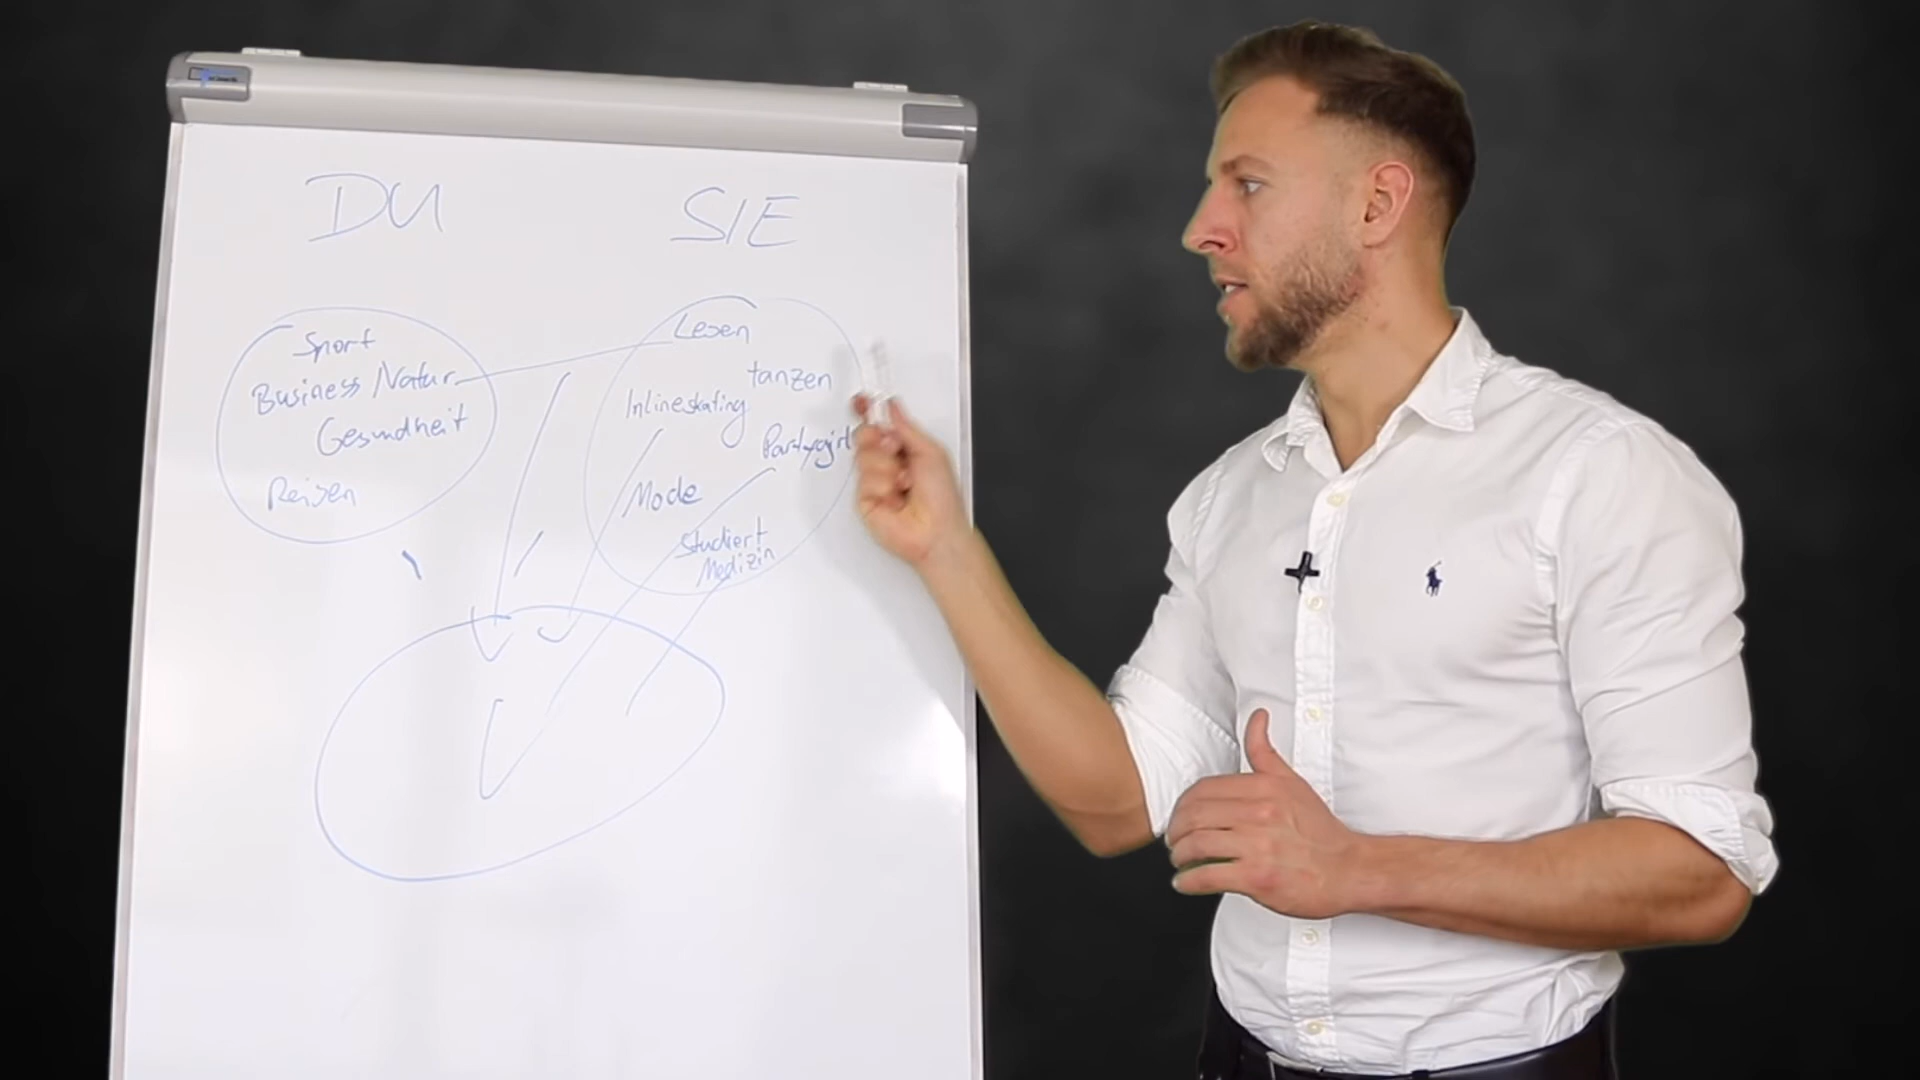 DU
SIE
Sport
Business/Natur
Gesundheit
Reisen
Lesen
tanzen
Inlineskating
Partygirl
Mode
Studiert
Medizin